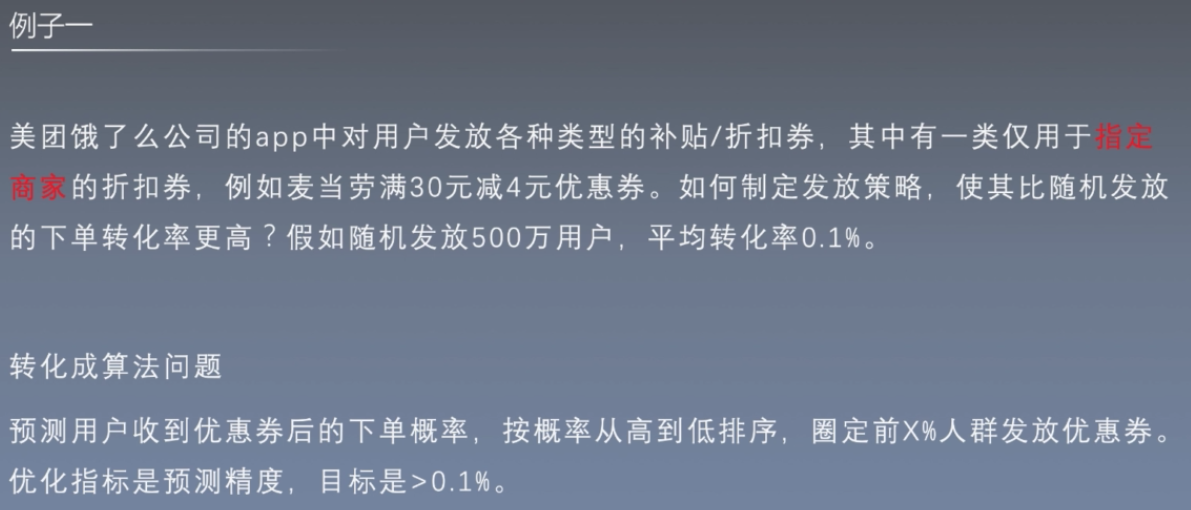 例子一
美团饿了么公司的app中对用户发放各种类型的补贴/折扣券，其中有一类仅用于指定
商家的折扣券，例如麦当劳满30元减4元优惠券。如何制定发放策略，使其比随机发放
的下单转化率更高？假如随机发放500万用户，平均转化率0.1%。
转化成算法问题
预测用户收到优惠券后的下单概率，按概率从高到低排序，圈定前X%人群发放优惠券。
优化指标是预测精度，目标是>0.1%。